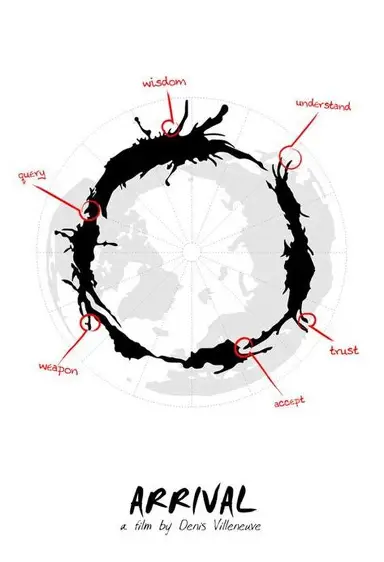 wisdom
understand
query
weapon
trust
accept
ARRIVAL
a film by Denis Villeneuve